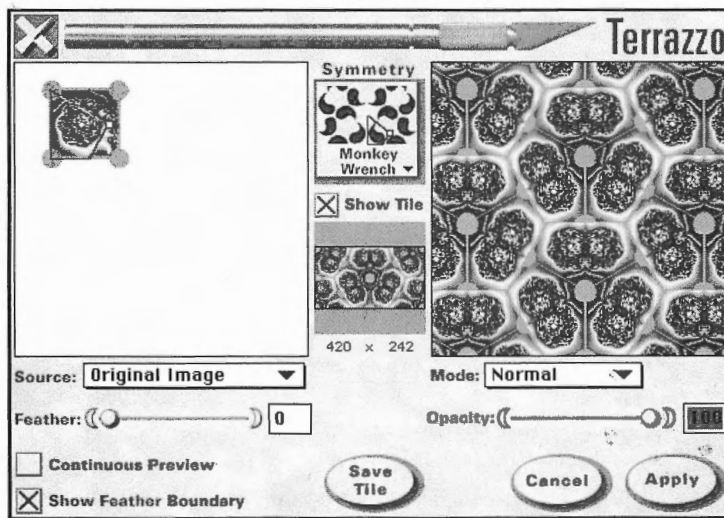 Terrazzo
Symmetry
Monkey
Wrench
Show Tile
420 x 242
Source: Original Image
Mode: Normal
Feather: 0
Opacity: 100
Continuous Preview
Show Feather Boundary
Save
Tile
Cancel
Apply